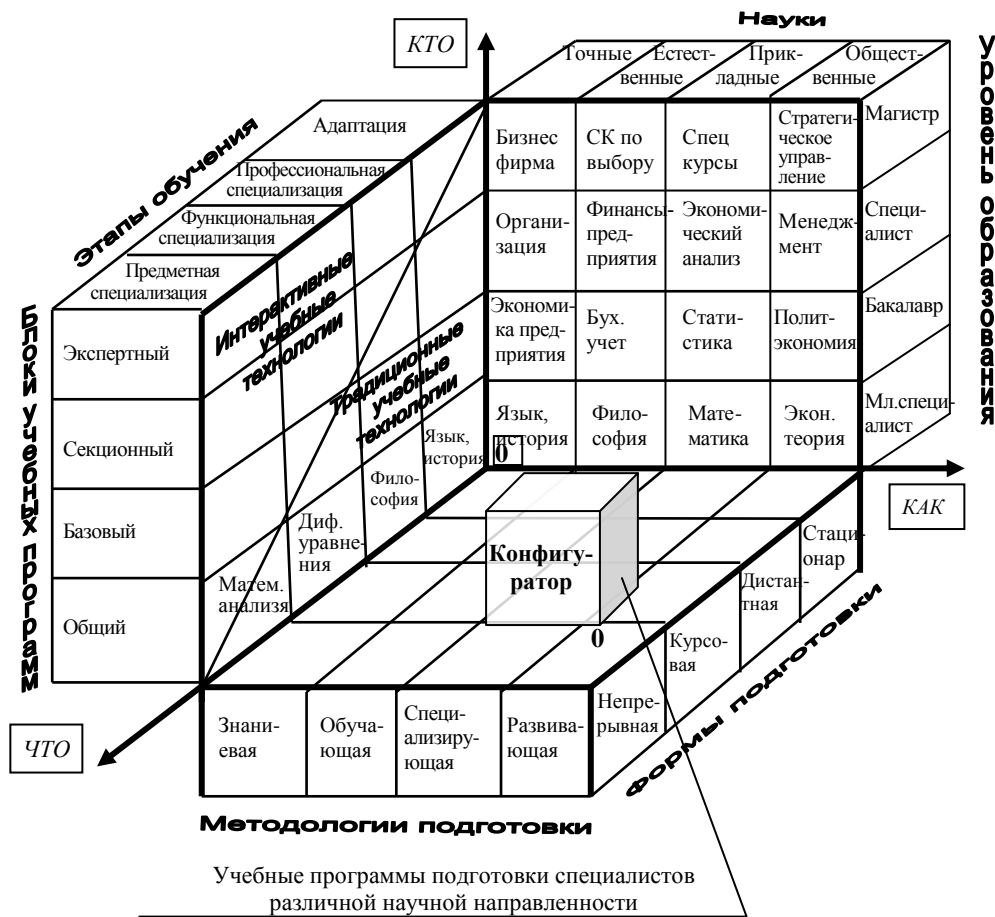 Науки
КТО
Точные
Естест-
венные
Прик-
ладные
Общест-
венные
Уровень образования
Магистр
Специ-
алист
Бакалавр
Мл.специ-
алист
Бизнес
фирма
СК по
выбору
Спец
курсы
Стратеги-
ческое
управ-
ление
Органи-
зация
Финансы
пред-
приятия
Экономи-
ческий
анализ
Менедж-
мент
Экономи-
ка пред-
приятия
Бух.
учет
Стати-
стика
Полит-
экономия
Язык,
история
Фило-
софия
Мате-
матика
Экон.
теория
0
Этапы обучения
Адаптация
Профессиональная
специализация
Функциональная
специализация
Предметная
специализация
Блоки учебных программ
Экспертный
Секционный
Базовый
Общий
Интерактивные
учебные
технологии
Традиционные
учебные
технологии
Язык,
история
Фило-
софия
Диф.
уравне-
ния
Матем.
анализя
КАК
Конфигу-
ратор
0
Стаци-
онар
Дистан-
тная
Курсо-
вая
Непре-
рывная
Формы подготовки
ЧТО
Знани-
евая
Обуча-
ющая
Специ-
ализиру-
ющая
Развива-
ющая
Методологии подготовки
Учебные программы подготовки специалистов
различной научной направленности